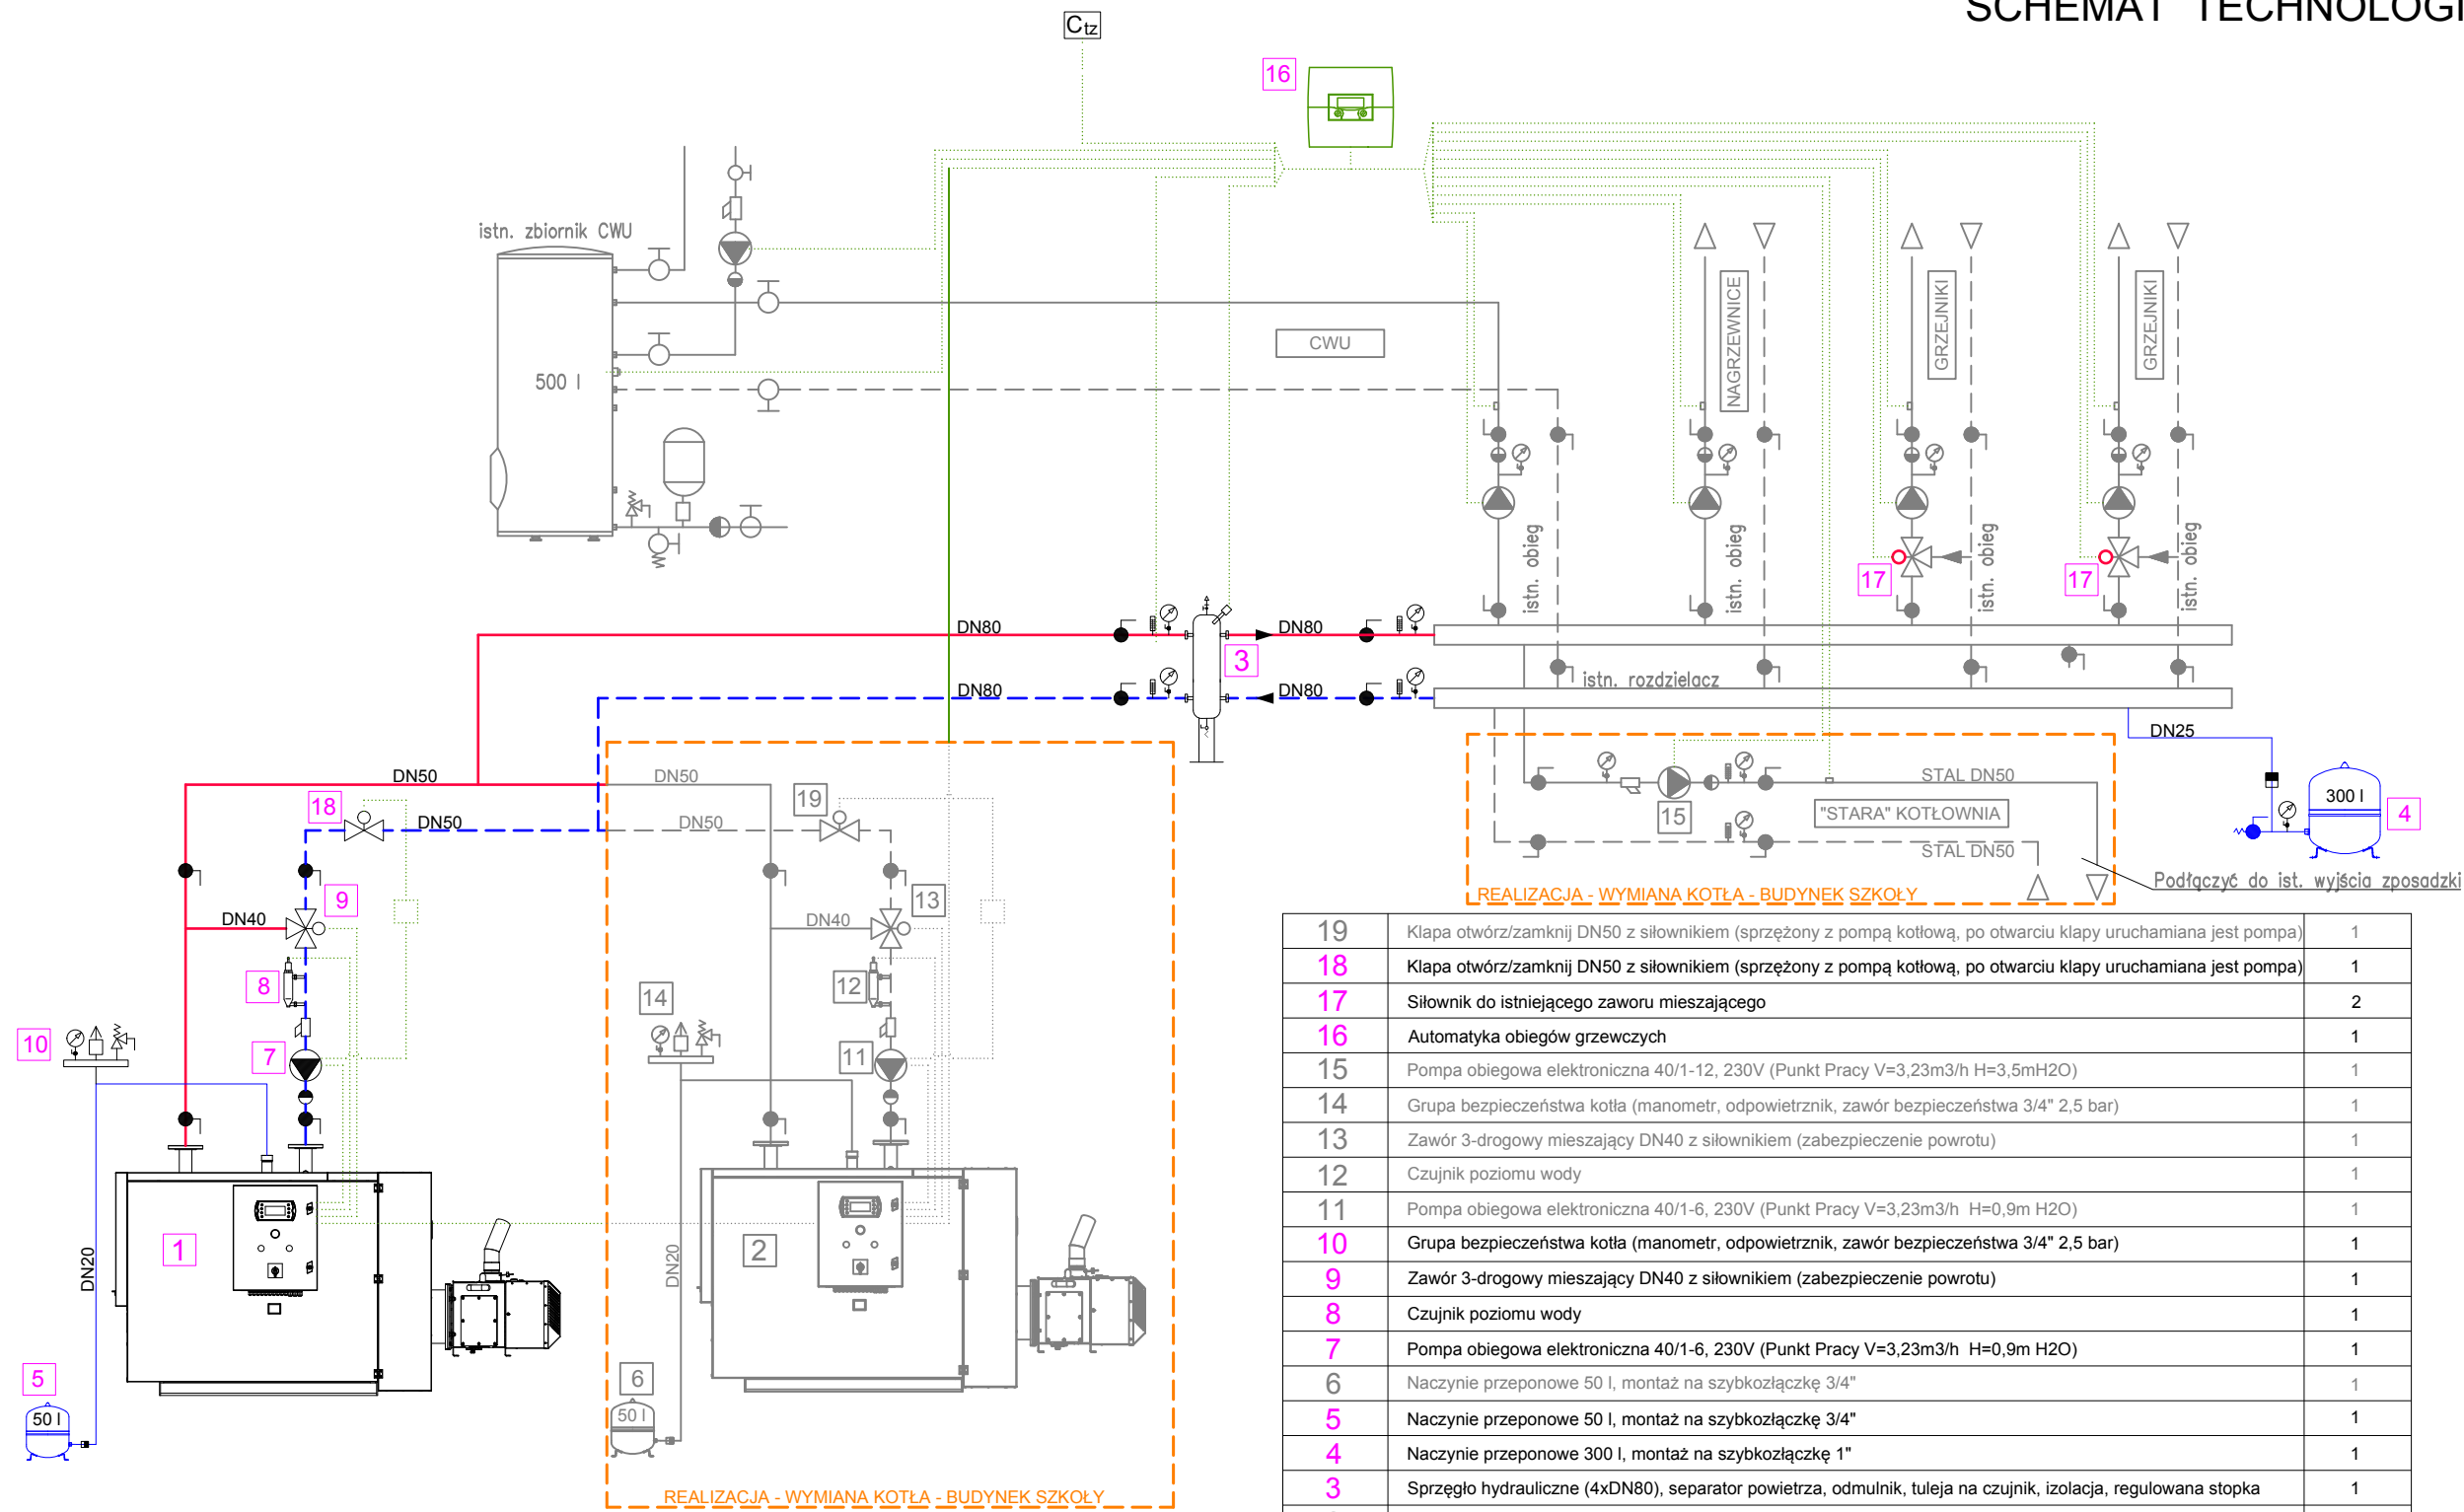 SCHEMAT TECHNOLOGI
Ctz
16
istn. zbiornik CWU
500 l
CWU
NAGRZEWNICE
GRZEJNIKI
GRZEJNIKI
istn. obieg
istn. obieg
istn. obieg
istn. obieg
17
17
DN80
DN80
3
DN80
DN80
istn. rozdzielacz
DN25
300 l
4
STAL DN50
15
"STARA" KOTŁOWNIA
STAL DN50
REALIZACJA - WYMIANA KOTŁA - BUDYNEK SZKOŁY
Podłączyć do ist. wyjścia zposadzki
DN50
DN50
18
DN50
19
DN50
9
DN40
13
DN40
8
12
14
10
7
11
1
2
DN20
DN20
5
50 l
6
50 l
REALIZACJA - WYMIANA KOTŁA - BUDYNEK SZKOŁY
19 Klapa otwórz/zamknij DN50 z siłownikiem (sprzężony z pompą kotłową, po otwarciu klapy uruchamiana jest pompa) 1
18 Klapa otwórz/zamknij DN50 z siłownikiem (sprzężony z pompą kotłową, po otwarciu klapy uruchamiana jest pompa) 1
17 Siłownik do istniejącego zaworu mieszającego 2
16 Automatyka obiegów grzewczych 1
15 Pompa obiegowa elektroniczna 40/1-12, 230V (Punkt Pracy V=3,23m3/h H=3,5mH2O) 1
14 Grupa bezpieczeństwa kotła (manometr, odpowietrznik, zawór bezpieczeństwa 3/4" 2,5 bar) 1
13 Zawór 3-drogowy mieszający DN40 z siłownikiem (zabezpieczenie powrotu) 1
12 Czujnik poziomu wody 1
11 Pompa obiegowa elektroniczna 40/1-6, 230V (Punkt Pracy V=3,23m3/h H=0,9m H2O) 1
10 Grupa bezpieczeństwa kotła (manometr, odpowietrznik, zawór bezpieczeństwa 3/4" 2,5 bar) 1
9 Zawór 3-drogowy mieszający DN40 z siłownikiem (zabezpieczenie powrotu) 1
8 Czujnik poziomu wody 1
7 Pompa obiegowa elektroniczna 40/1-6, 230V (Punkt Pracy V=3,23m3/h H=0,9m H2O) 1
6 Naczynie przeponowe 50 l, montaż na szybkozłączkę 3/4" 1
5 Naczynie przeponowe 50 l, montaż na szybkozłączkę 3/4" 1
4 Naczynie przeponowe 300 l, montaż na szybkozłączkę 1" 1
3 Sprzęgło hydrauliczne (4xDN80), separator powietrza, odmulnik, tuleja na czujnik, izolacja, regulowana stopka 1